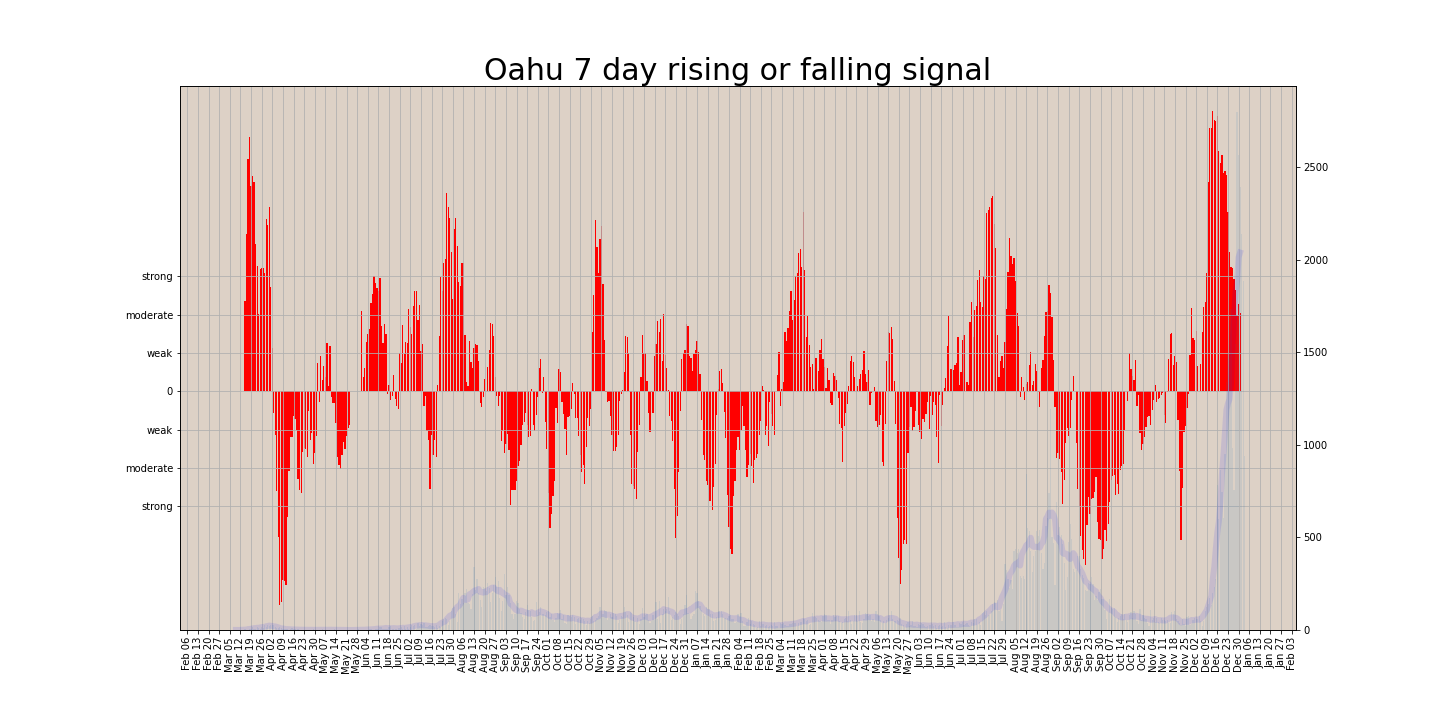 Oahu 7 day rising or falling signal
strong
moderate
weak
0
weak
moderate
strong
2500
2000
1500
1000
500
0
Feb 06
Feb 13
Feb 20
Feb 27
Mar 05
Mar 12
Mar 19
Mar 26
Apr 02
Apr 09
Apr 16
Apr 23
Apr 30
May 07
May 14
May 21
May 28
Jun 04
Jun 11
Jun 18
Jun 25
Jul 02
Jul 09
Jul 16
Jul 23
Jul 30
Aug 06
Aug 13
Aug 20
Aug 27
Sep 03
Sep 10
Sep 17
Sep 24
Oct 01
Oct 08
Oct 15
Oct 22
Oct 29
Nov 05
Nov 12
Nov 19
Nov 26
Dec 03
Dec 10
Dec 17
Dec 24
Dec 31
Jan 07
Jan 14
Jan 21
Jan 28
Feb 04
Feb 11
Feb 18
Feb 25
Mar 04
Mar 11
Mar 18
Mar 25
Apr 01
Apr 08
Apr 15
Apr 22
Apr 29
May 06
May 13
May 20
May 27
Jun 03
Jun 10
Jun 17
Jun 24
Jul 01
Jul 08
Jul 15
Jul 22
Jul 29
Aug 05
Aug 12
Aug 19
Aug 26
Sep 02
Sep 09
Sep 16
Sep 23
Sep 30
Oct 07
Oct 14
Oct 21
Oct 28
Nov 04
Nov 11
Nov 18
Nov 25
Dec 02
Dec 09
Dec 16
Dec 23
Dec 30
Jan 06
Jan 13
Jan 20
Jan 27
Feb 03